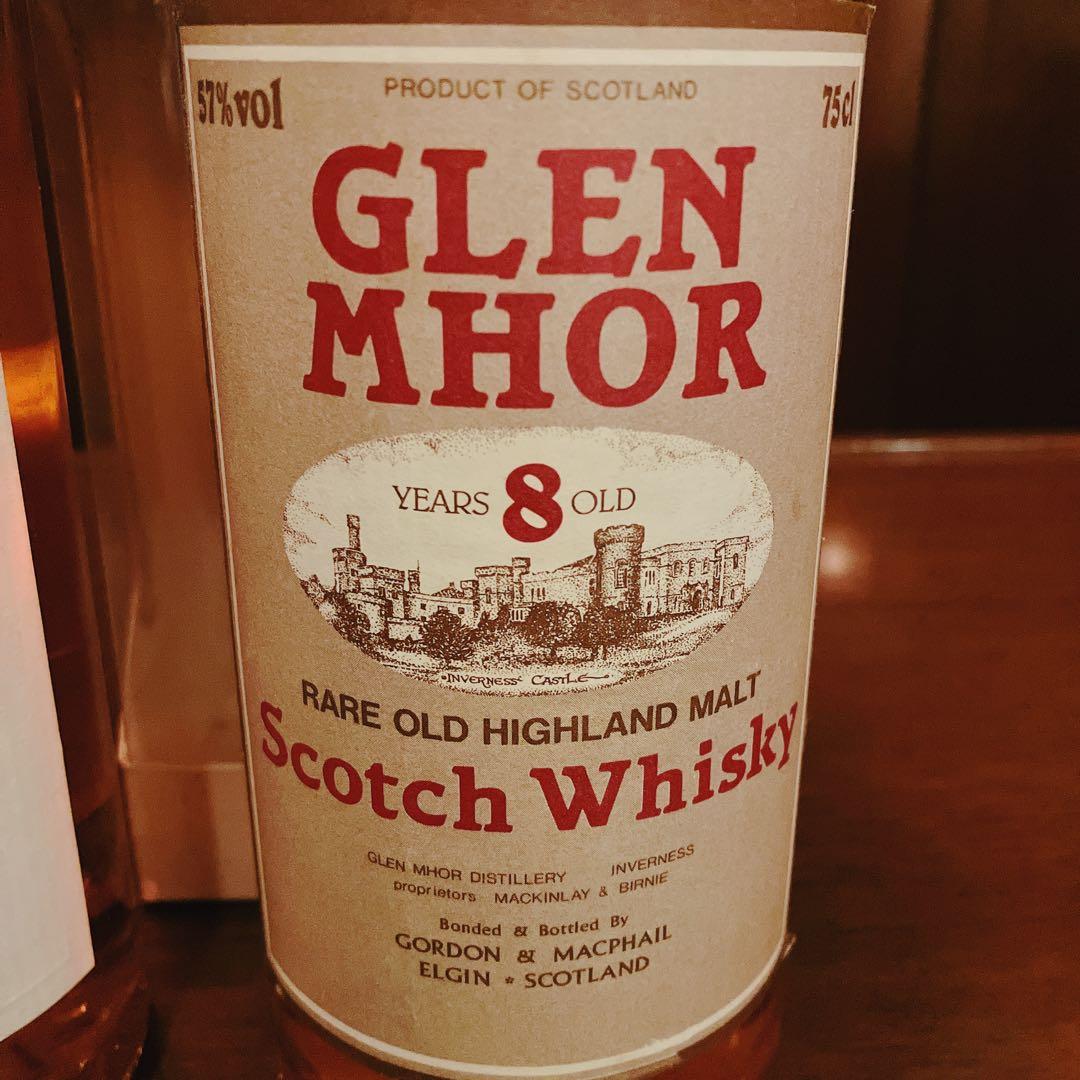 57%vol
PRODUCT OF SCOTLAND
75cl
GLEN
MHOR
YEARS 8 OLD
INVERNESS CASTLE
RARE OLD HIGHLAND MALT
Scotch Whisky
GLEN MHOR DISTILLERY INVERNESS
proprietors MACKINLAY & BIRNIE
Bonded & Bottled By
GORDON & MACPHAIL
ELGIN * SCOTLAND